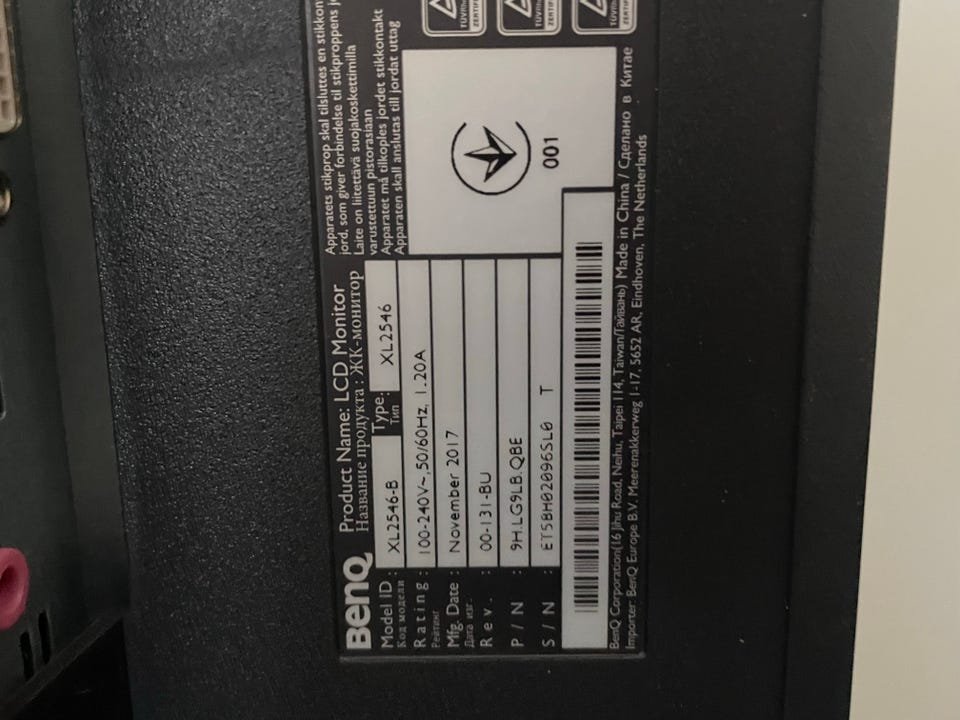 BenQ
Product Name: LCD Monitor
Название продукта : ЖК-монитор
Model ID : XL2546-B Type: XL2546
Код модели Тип
Rating : 100-240V~,50/60Hz, 1.20A
Рейтинг
Mfg. Date : November 2017
Дата изг.
Rev. : 00-131-BU
P/N : 9H.LG9LB.QBE
S/N : ET58H02096SL0 T
BenQ Corporation(16 Jihu Road, Neihu, Taipei 114, Taiwan/Тайвань) Made in China / Сделано в Китае
Importer: BenQ Europe B.V. Meerenakkerweg 1-17, 5652 AR, Eindhoven, The Netherlands
Apparatets stikprop skal tilsluttes en stikkon
jord, som giver forbindelse til stikproppens j
Laite on liitettävä suojakoskettimilla
varustettuun pistorasiaan
Apparatet må tilkoples jordet stikkontakt
Apparaten skall anslutas till jordat uttag
001